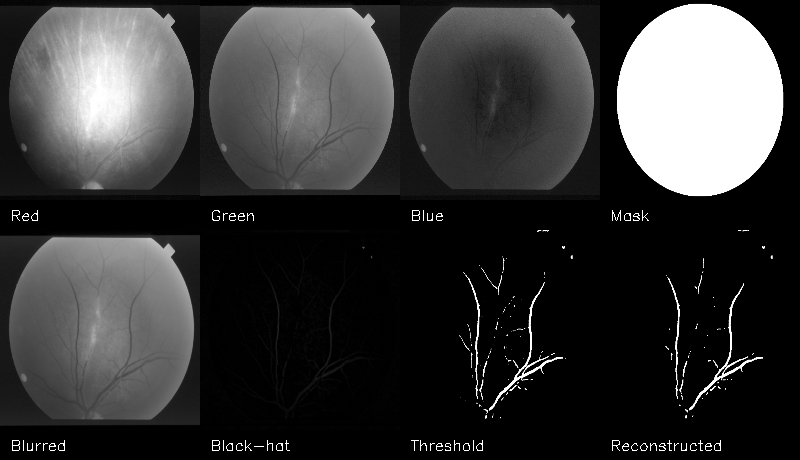 Red
Green
Blue
Mask
Blurred
Black-hat
Threshold
Reconstructed